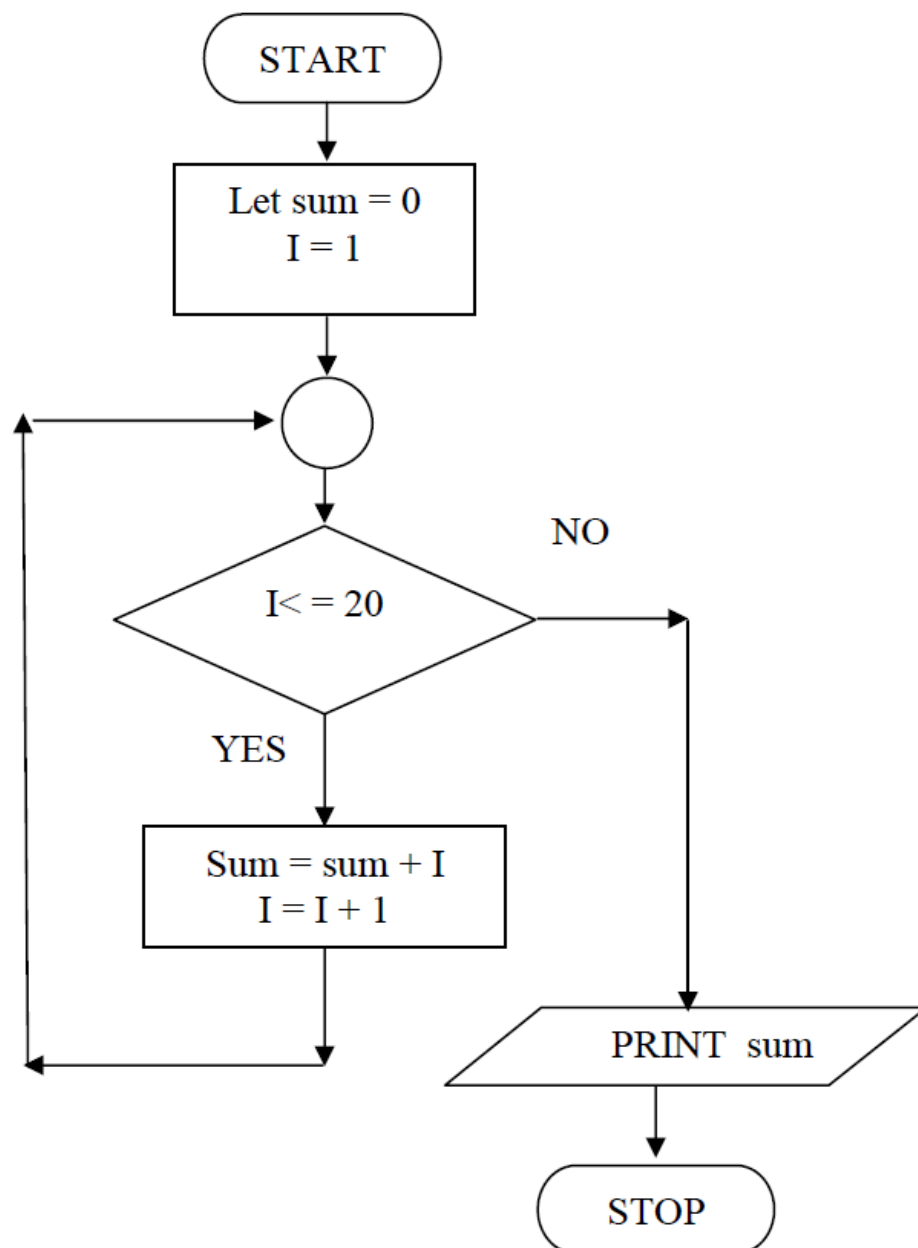 START
Let sum = 0
I = 1
NO
I< = 20
YES
Sum = sum + I
I = I + 1
PRINT  sum
STOP